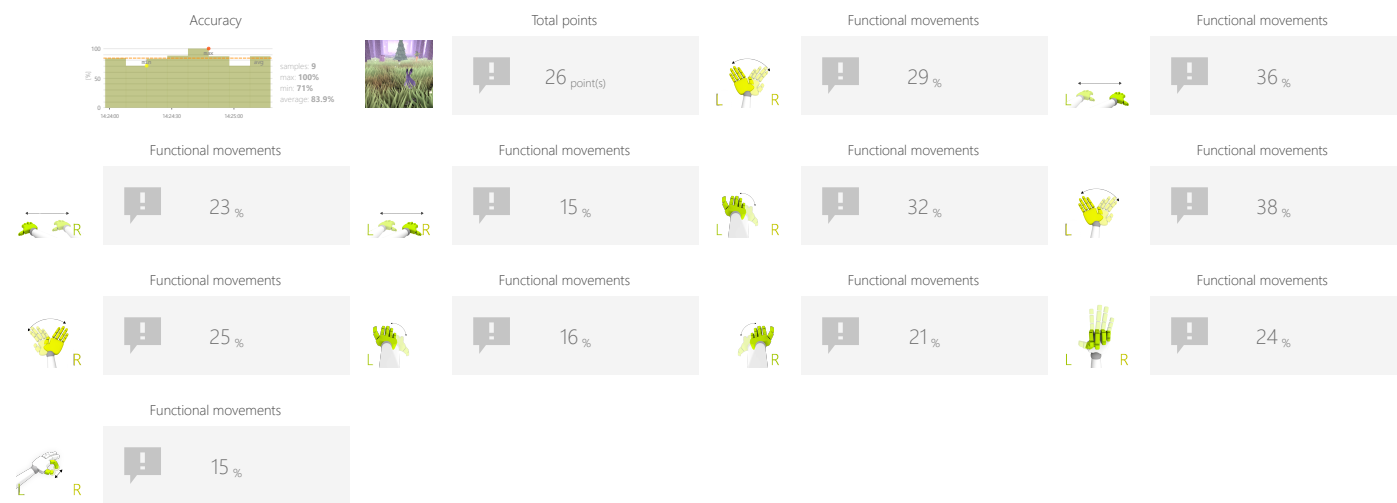 Accuracy
Total points
Functional movements
Functional movements
100
50
0
[%]
max
min
avg
14:24:00
14:24:30
14:25:00
samples: 9
max: 100%
min: 71%
average: 83.9%
26 point(s)
L R
29 %
L R
36 %
Functional movements
Functional movements
Functional movements
Functional movements
L R
23 %
L R
15 %
L R
32 %
L R
38 %
Functional movements
Functional movements
Functional movements
Functional movements
L R
25 %
L R
16 %
L R
21 %
L R
24 %
Functional movements
L R
15 %